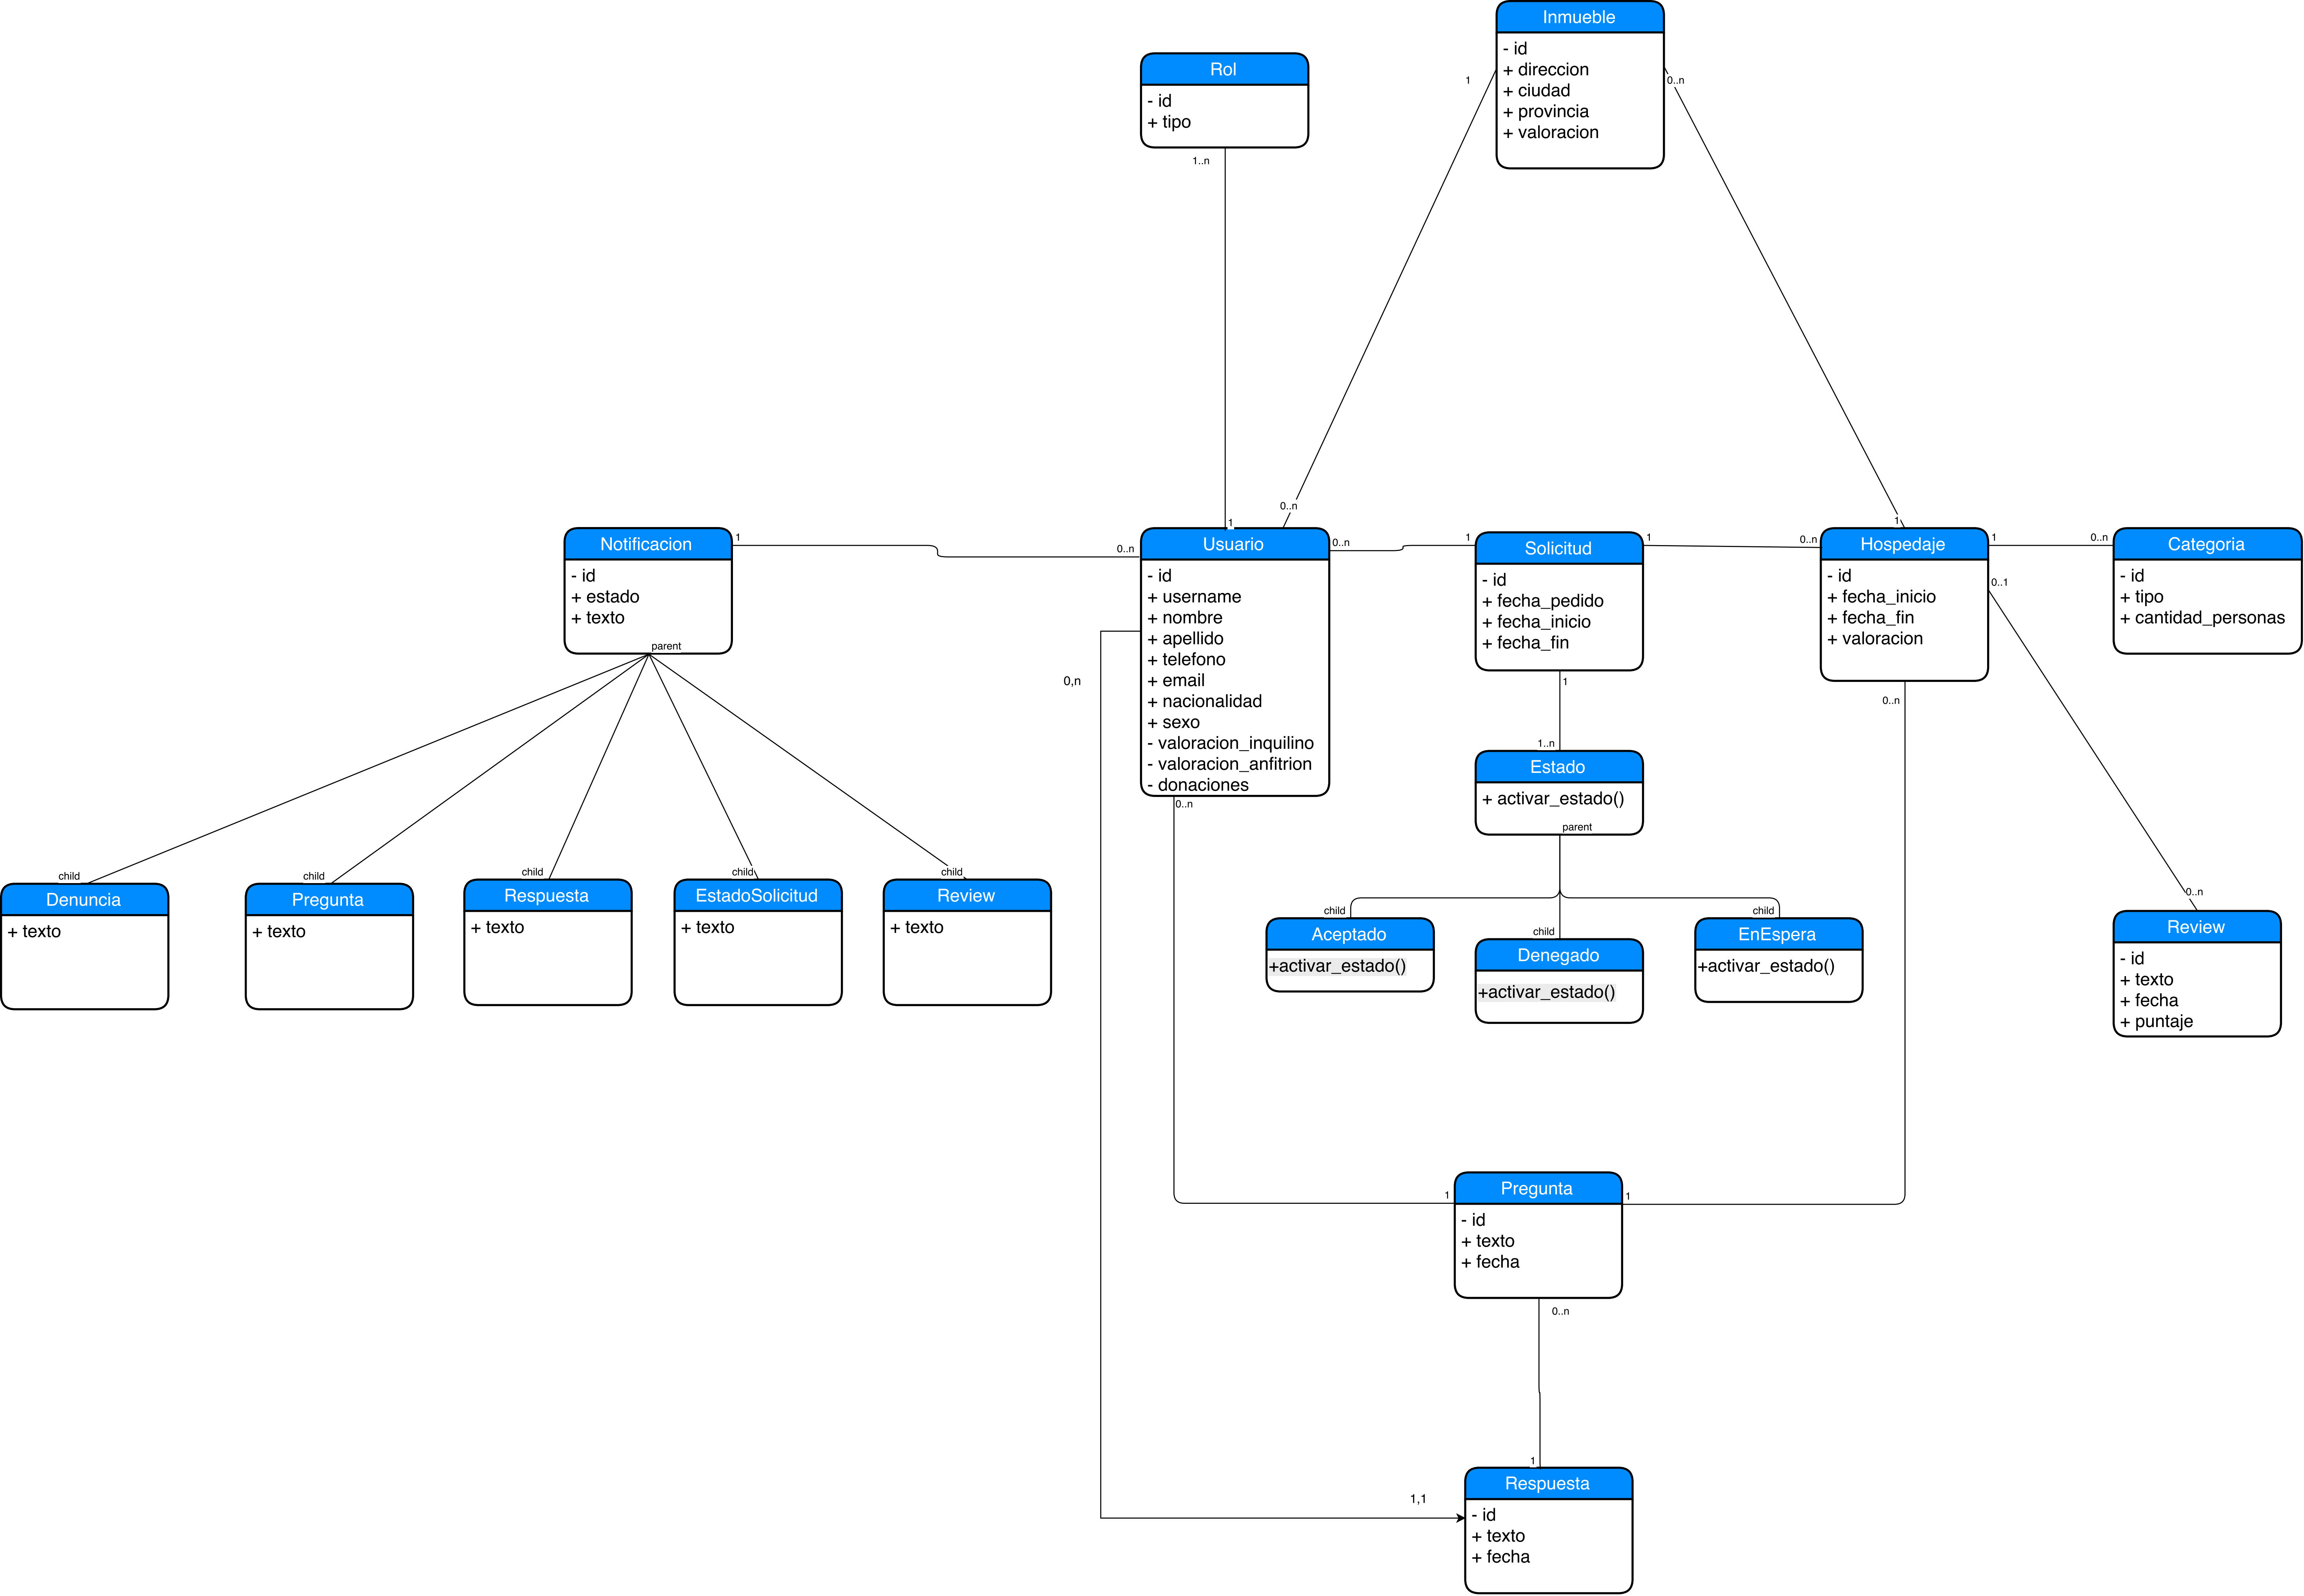 Inmueble
- id
+ direccion
+ ciudad
+ provincia
+ valoracion
1
0..n
Rol
- id
+ tipo
1..n
0..n
1
1
Notificacion
- id
+ estado
+ texto
parent
1
0..n
Usuario
- id
+ username
+ nombre
+ apellido
+ telefono
+ email
+ nacionalidad
+ sexo
- valoracion_inquilino
- valoracion_anfitrion
- donaciones
0..n
1
0,n
0..n
Solicitud
- id
+ fecha_pedido
+ fecha_inicio
+ fecha_fin
1
0..n
1
1..n
Hospedaje
- id
+ fecha_inicio
+ fecha_fin
+ valoracion
1
0..n
0..1
0..n
Categoria
- id
+ tipo
+ cantidad_personas
Estado
+ activar_estado()
parent
child
child
child
child
child
Denuncia
+ texto
Pregunta
+ texto
Respuesta
+ texto
EstadoSolicitud
+ texto
Review
+ texto
child
Aceptado
+activar_estado()
child
Denegado
+activar_estado()
child
EnEspera
+activar_estado()
0..n
Review
- id
+ texto
+ fecha
+ puntaje
1
1
Pregunta
- id
+ texto
+ fecha
0..n
1
1,1
Respuesta
- id
+ texto
+ fecha